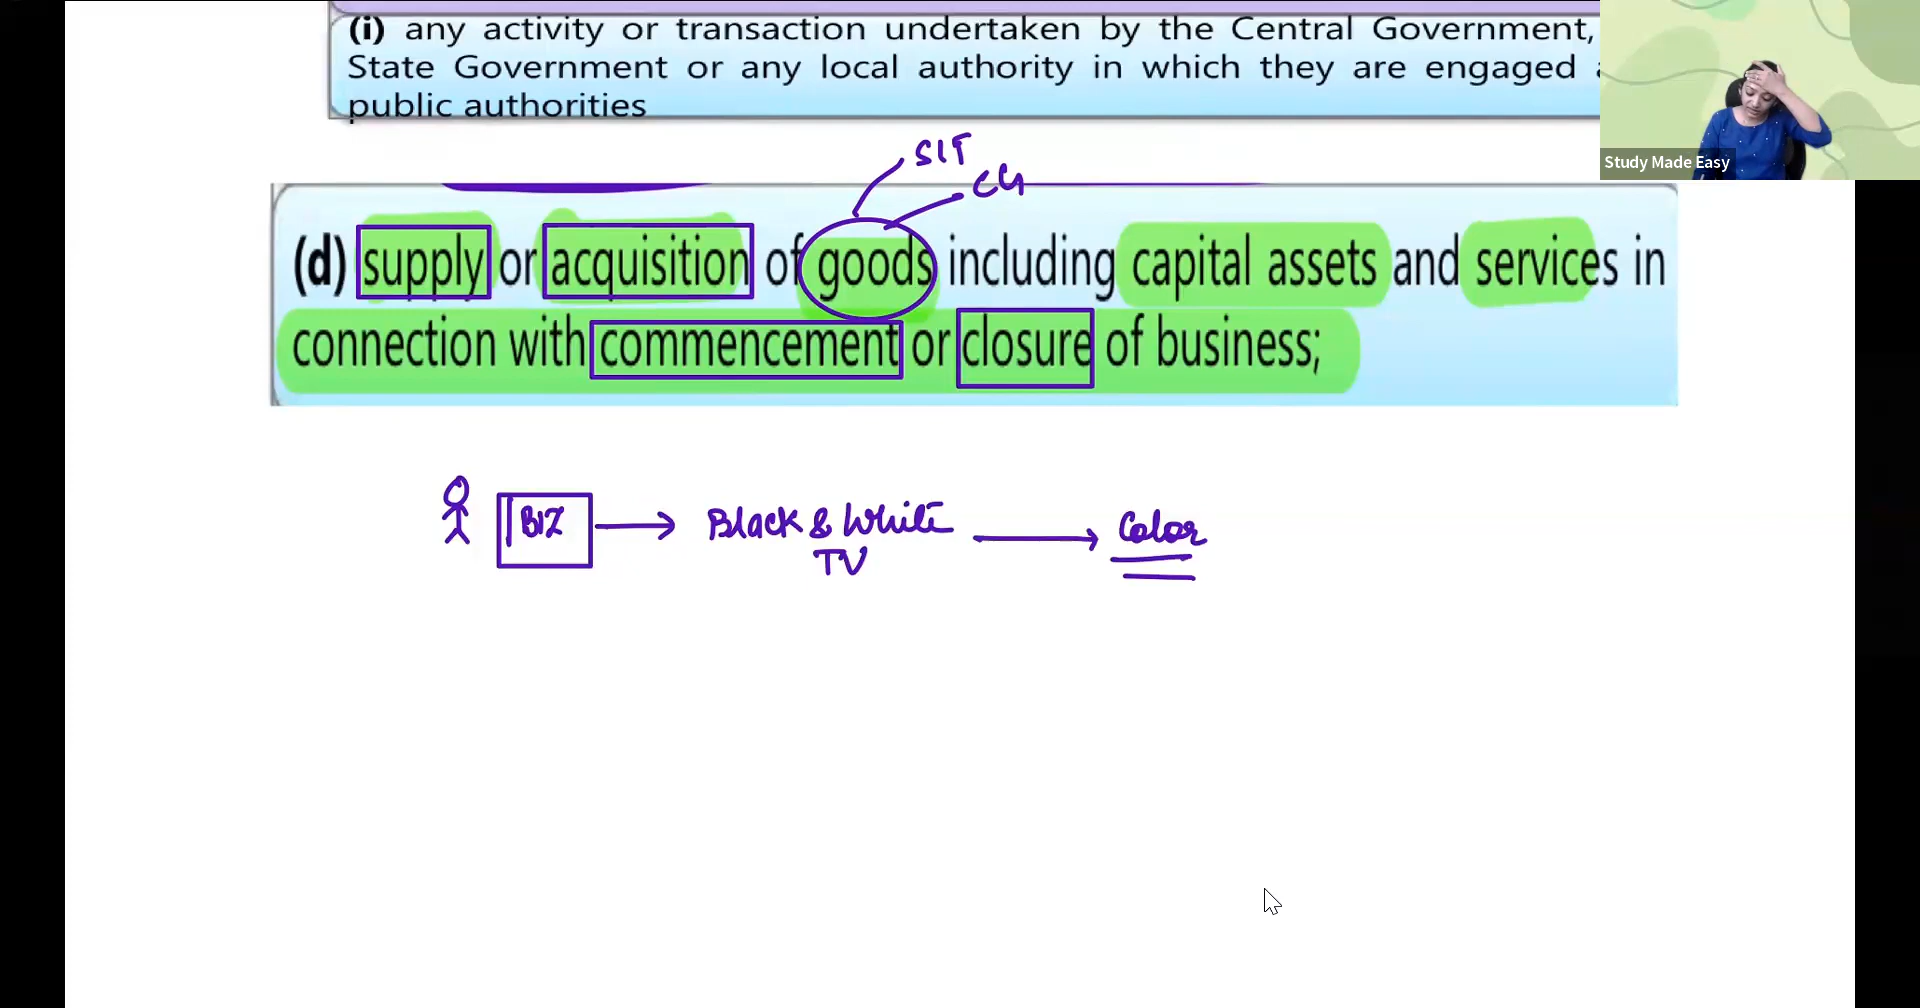 (i) any activity or transaction undertaken by the Central Government,
State Government or any local authority in which they are engaged a
public authorities
Study Made Easy
SIT
CG
(d) supply or acquisition of goods including capital assets and services in
connection with commencement or closure of business;
BIZ
Black & White
TV
Color